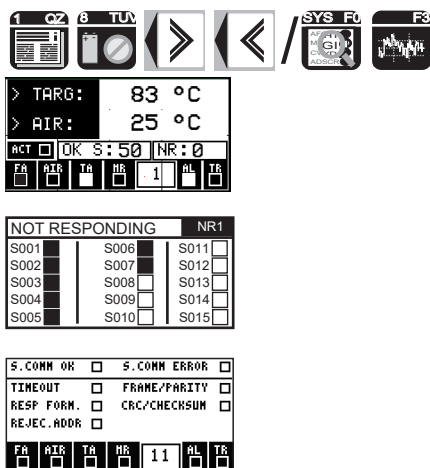 1 QZ 8 TUV SYS F0 F3
GI
> TARG: 83 °C
> AIR: 25 °C
ACT OK S:50 NR:0
FA AIR TA MR 1 AL TR
NOT RESPONDING NR1
S001 S006 S011
S002 S007 S012
S003 S008 S013
S004 S009 S014
S005 S010 S015
S.COMM OK S.COMM ERROR
TIMEOUT FRAME/PARITY
RESP FORM. CRC/CHECKSUM
REJEC.ADDR
FA AIR TA MR 11 AL TR